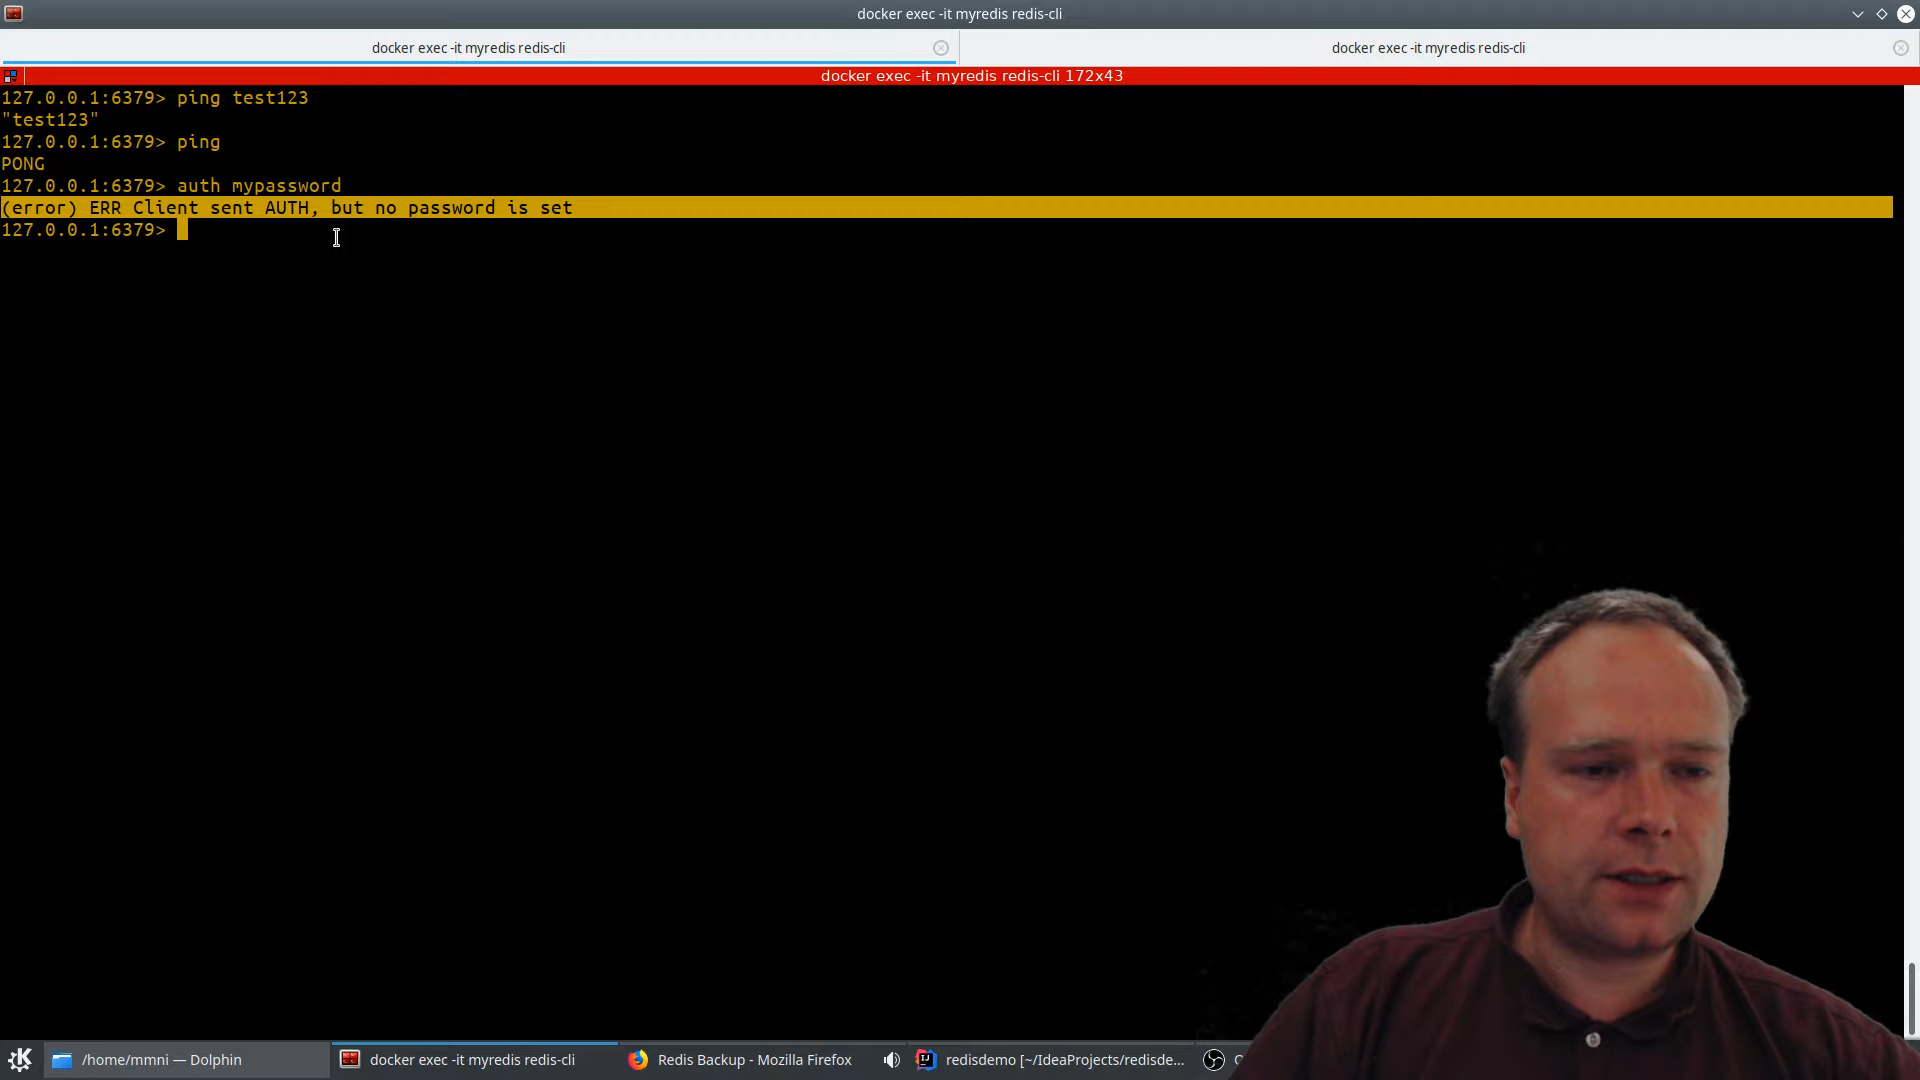 docker exec -it myredis redis-cli
docker exec -it myredis redis-cli
docker exec -it myredis redis-cli
docker exec -it myredis redis-cli 172x43
127.0.0.1:6379> ping test123
"test123"
127.0.0.1:6379> ping
PONG
127.0.0.1:6379> auth mypassword
(error) ERR Client sent AUTH, but no password is set
127.0.0.1:6379>
/home/mmni — Dolphin
docker exec -it myredis redis-cli
Redis Backup - Mozilla Firefox
redisdemo [~/IdeaProjects/redisde...